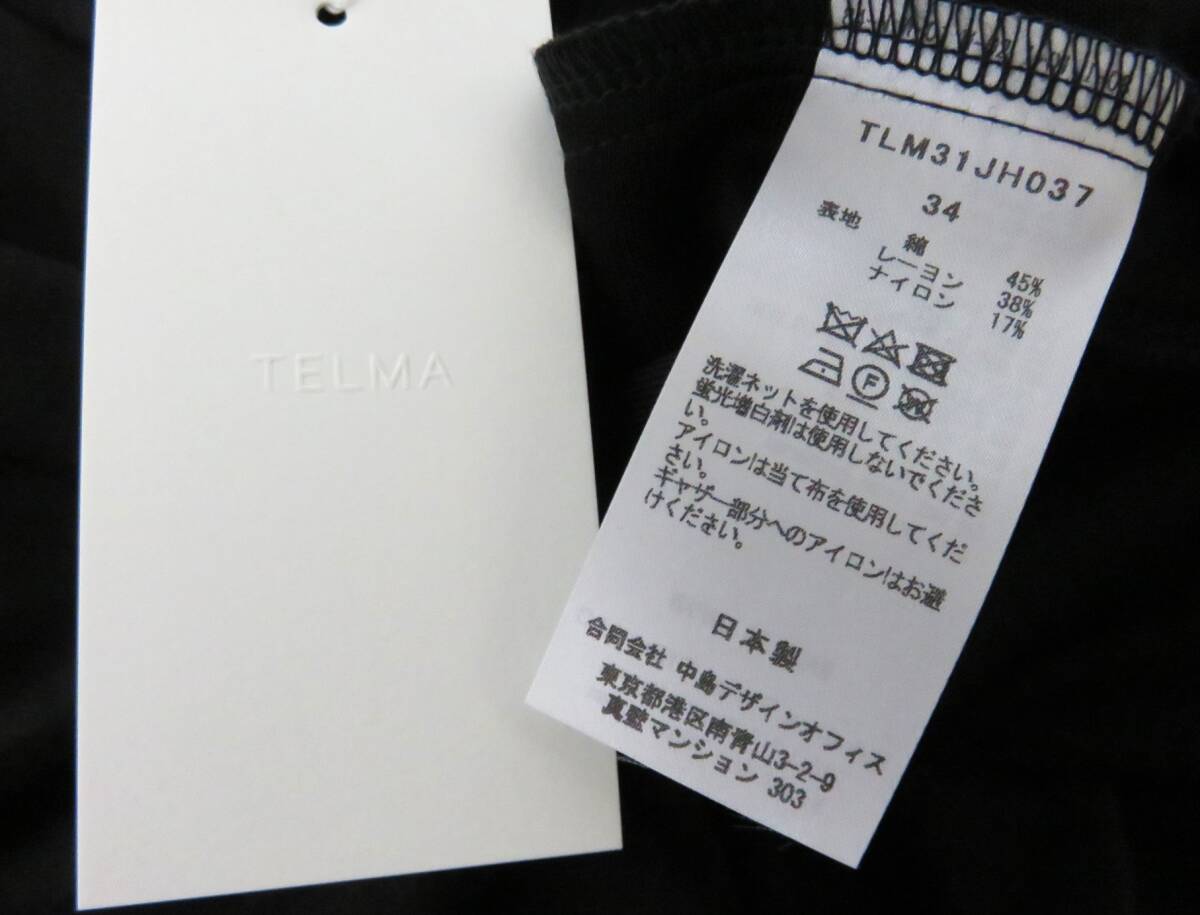 TELMA
TLM31JH037
34
表地 綿 45%
レーヨン 38%
ナイロン 17%
F
洗濯ネットを使用してください。
蛍光増白剤は使用しないでくださ
い。
アイロンは当て布を使用してくだ
さい。
ギャザー部分へのアイロンはお避
けください。
日本製
合同会社 中島デザインオフィス
東京都港区南青山3-2-9
真壁マンション 303